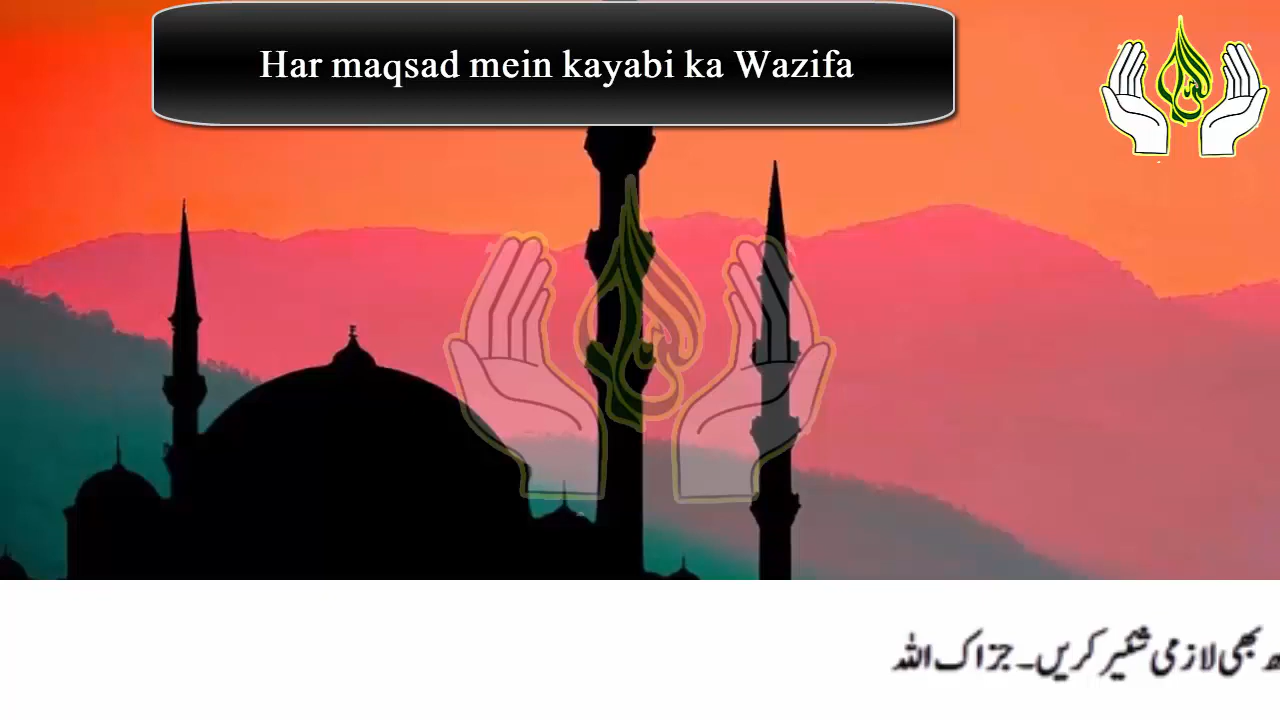 Har maqsad mein kayabi ka Wazifa
بھی لازمی شئیر کریں۔ جزاک اللہ